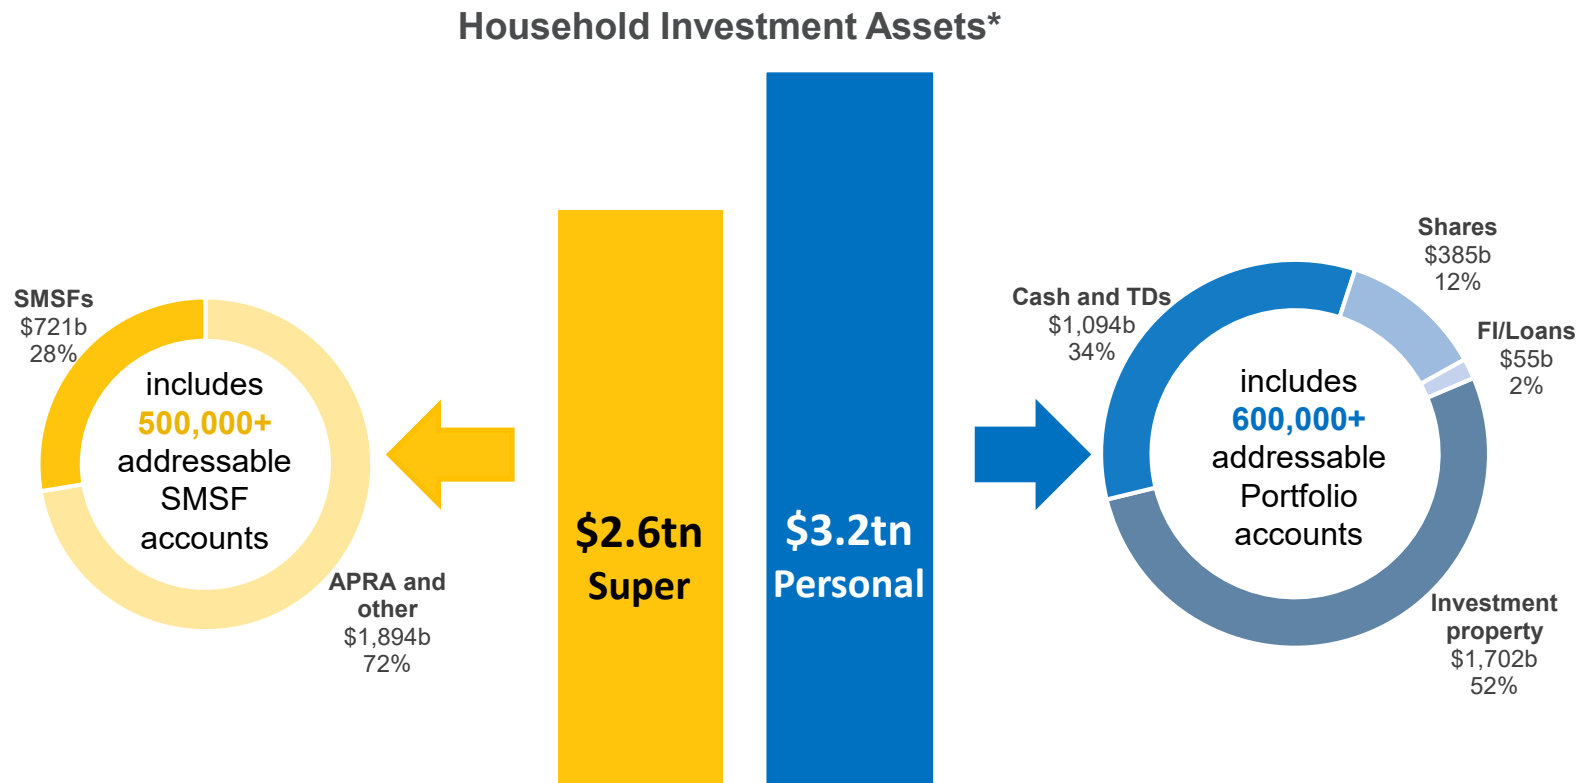 Household Investment Assets*
SMSFs
$721b
28%
includes
500,000+
addressable
SMSF
accounts
APRA and
other
$1,894b
72%
$2.6tn
Super
$3.2tn
Personal
Cash and TDs
$1,094b
34%
Shares
$385b
12%
FI/Loans
$55b
2%
includes
600,000+
addressable
Portfolio
accounts
Investment
property
$1,702b
52%